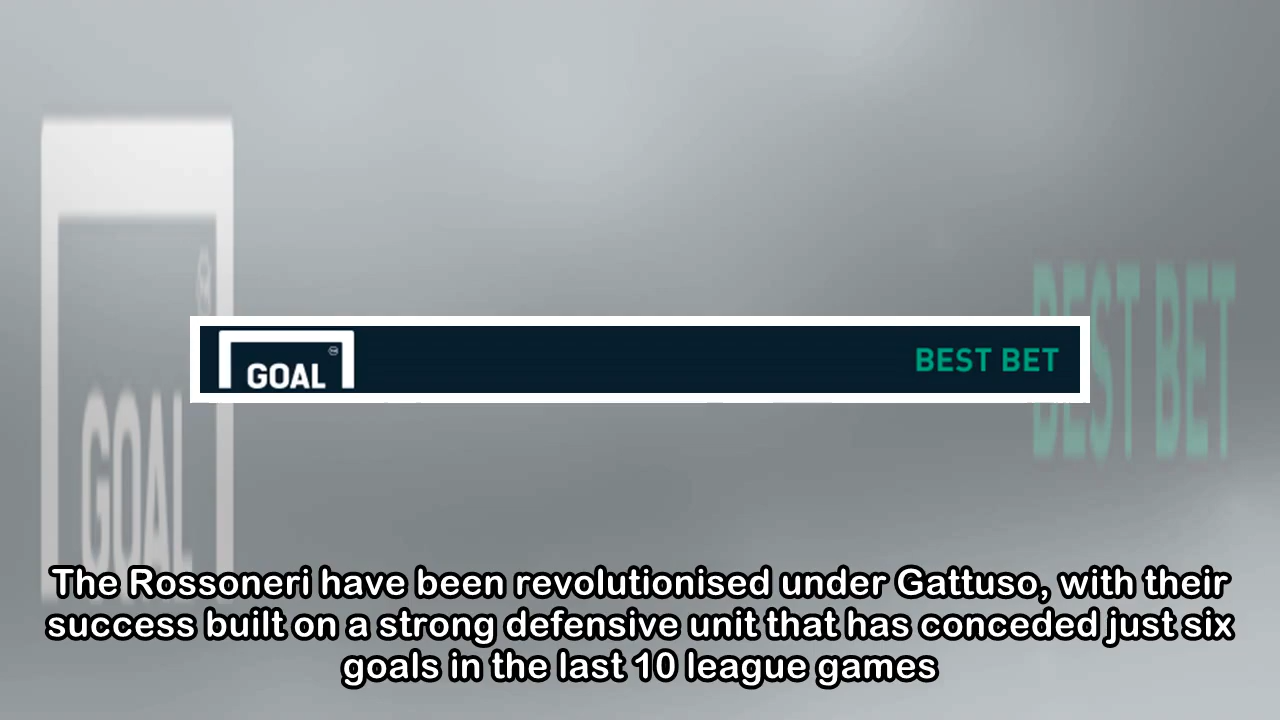 GOAL
BEST BET
GOAL
BEST BET
The Rossoneri have been revolutionised under Gattuso, with their
success built on a strong defensive unit that has conceded just six
goals in the last 10 league games